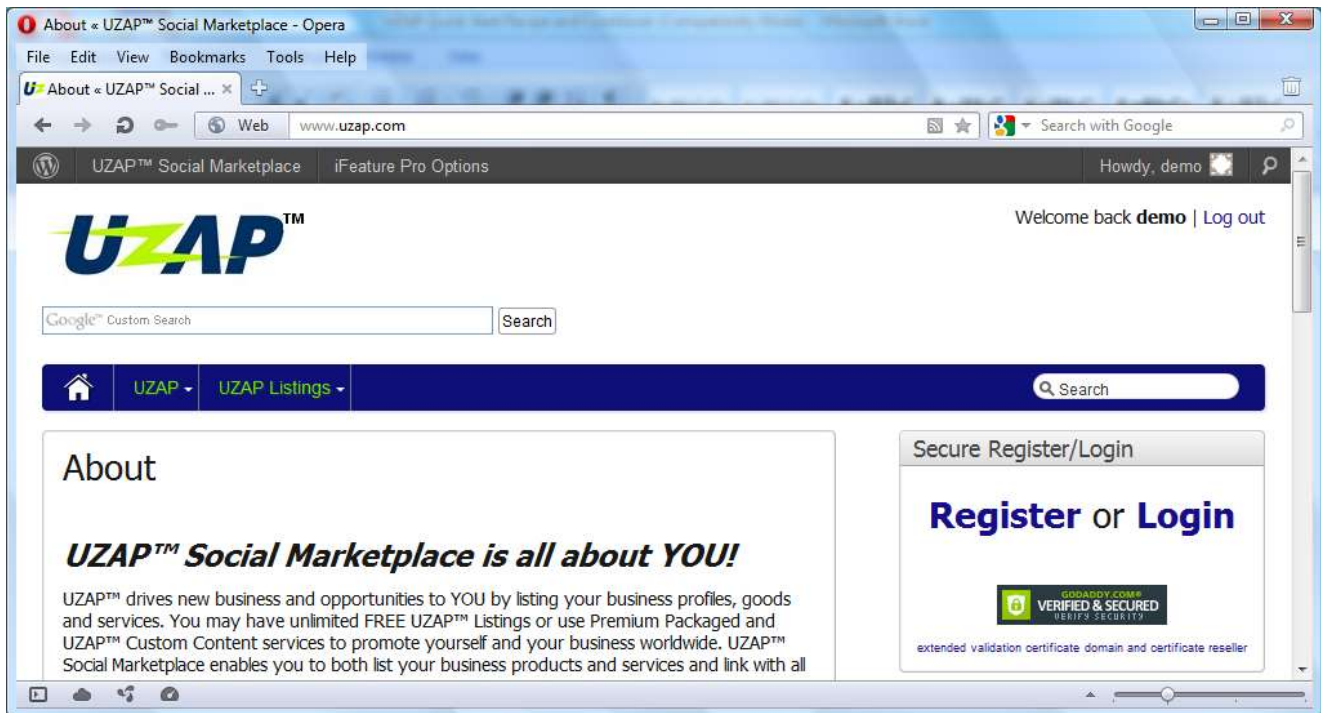 About « UZAP™ Social Marketplace - Opera
File Edit View Bookmarks Tools Help
UZ About « UZAP™ Social ... ×
Web www.uzap.com Search with Google
UZAP™ Social Marketplace iFeature Pro Options Howdy, demo
UZAP™
Welcome back demo | Log out
Google™ Custom Search Search
UZAP UZAP Listings Search
About
UZAP™ Social Marketplace is all about YOU!
UZAP™ drives new business and opportunities to YOU by listing your business profiles, goods
and services. You may have unlimited FREE UZAP™ Listings or use Premium Packaged and
UZAP™ Custom Content services to promote yourself and your business worldwide. UZAP™
Social Marketplace enables you to both list your business products and services and link with all
Secure Register/Login
Register or Login
GODADDY.COM®
VERIFIED & SECURED
VERIFY SECURITY
extended validation certificate domain and certificate reseller